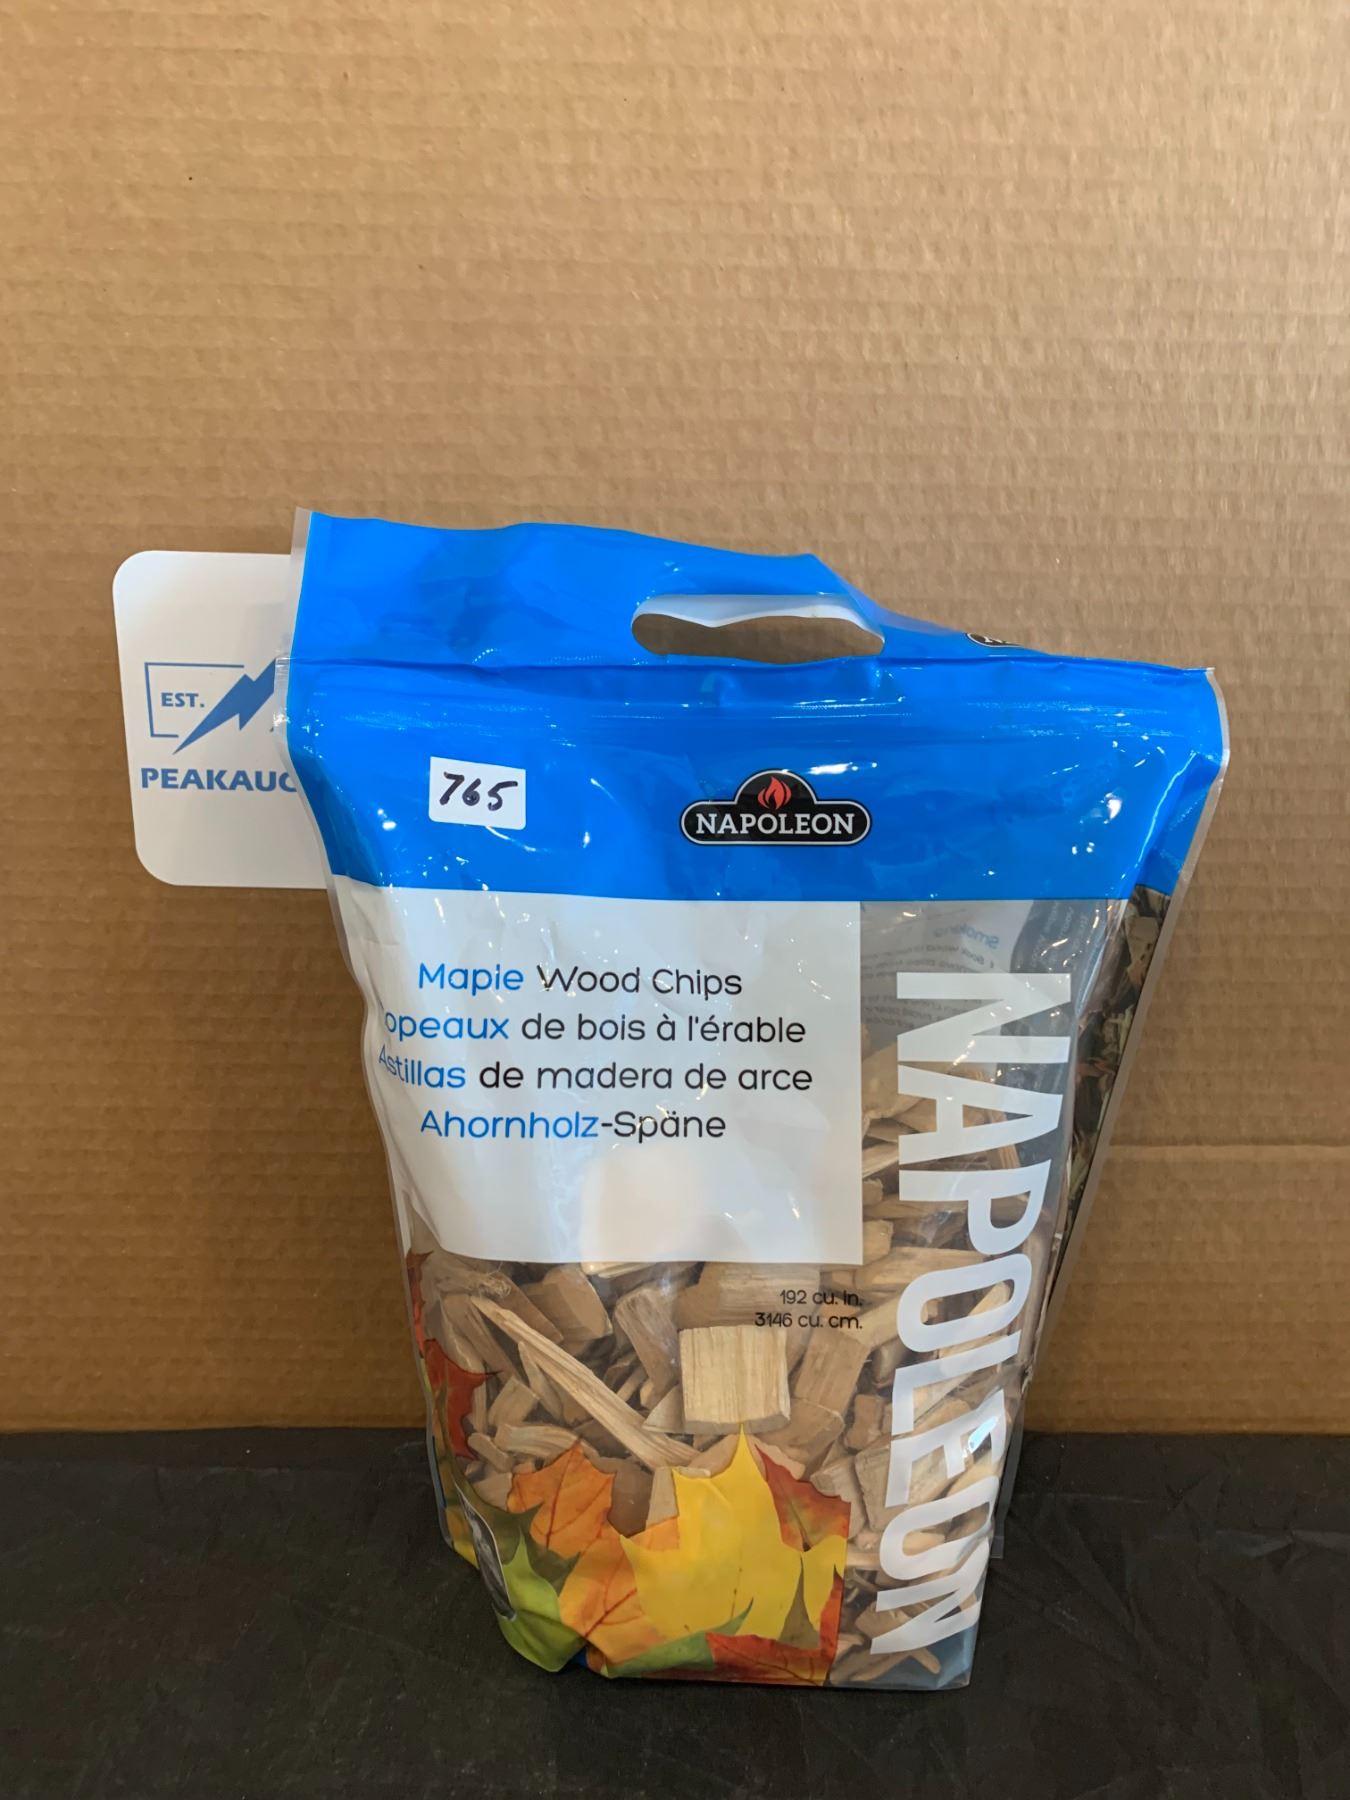 EST.
PEAKAUC
765
NAPOLEON
Maple Wood Chips
opeaux de bois à l'érable
Astillas de madera de arce
Ahornholz-Späne
192 cu. in.
3146 cu. cm.
NAPOLEON
Smoking